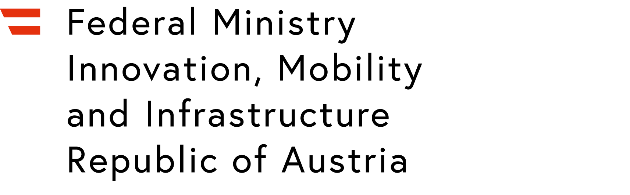 Federal Ministry
Innovation, Mobility
and Infrastructure
Republic of Austria